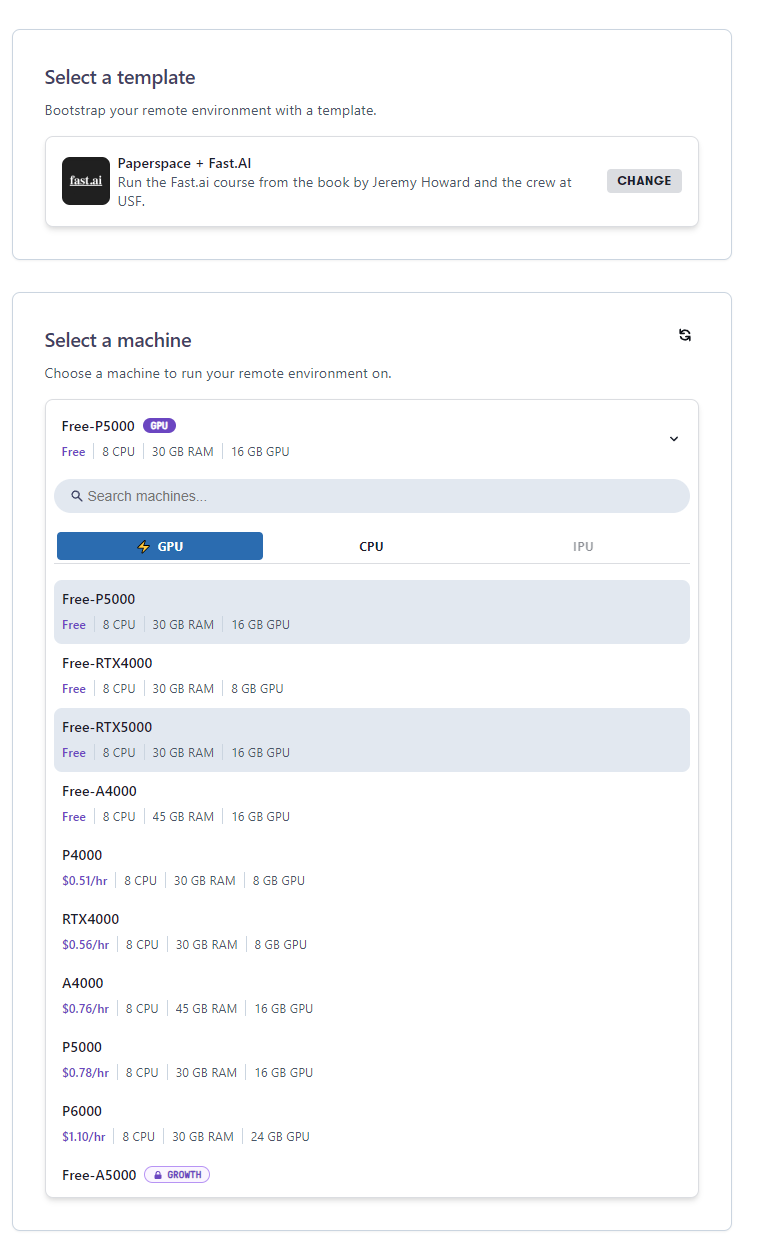 Select a template
Bootstrap your remote environment with a template.
fast.ai
Paperspace + Fast.AI
Run the Fast.ai course from the book by Jeremy Howard and the crew at
USF.
CHANGE
Select a machine
Choose a machine to run your remote environment on.
Free-P5000 GPU
Free 8 CPU 30 GB RAM 16 GB GPU
Search machines...
⚡ GPU CPU IPU
Free-P5000
Free 8 CPU 30 GB RAM 16 GB GPU
Free-RTX4000
Free 8 CPU 30 GB RAM 8 GB GPU
Free-RTX5000
Free 8 CPU 30 GB RAM 16 GB GPU
Free-A4000
Free 8 CPU 45 GB RAM 16 GB GPU
P4000
$0.51/hr 8 CPU 30 GB RAM 8 GB GPU
RTX4000
$0.56/hr 8 CPU 30 GB RAM 8 GB GPU
A4000
$0.76/hr 8 CPU 45 GB RAM 16 GB GPU
P5000
$0.78/hr 8 CPU 30 GB RAM 16 GB GPU
P6000
$1.10/hr 8 CPU 30 GB RAM 24 GB GPU
Free-A5000 GROWTH